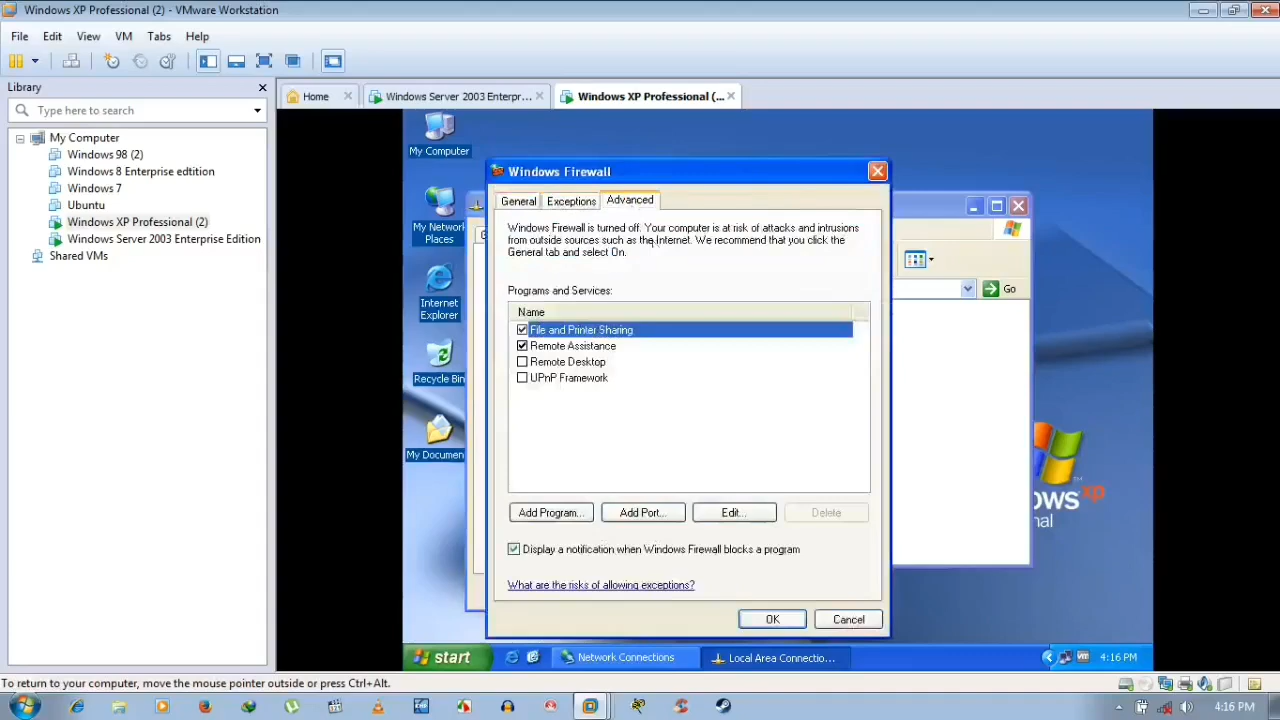 Windows XP Professional (2) - VMware Workstation
File Edit View VM Tabs Help
Library
Type here to search
My Computer
Windows 98 (2)
Windows 8 Enterprise edtition
Windows 7
Ubuntu
Windows XP Professional (2)
Windows Server 2003 Enterprise Edition
Shared VMs
Home
Windows Server 2003 Enterpr...
Windows XP Professional (...
My Computer
My Network
Places
Internet
Explorer
Recycle Bin
My Documen
Go
Windows Firewall
General Exceptions Advanced
Windows Firewall is turned off. Your computer is at risk of attacks and intrusions
from outside sources such as the Internet. We recommend that you click the
General tab and select On.
Programs and Services:
Name
File and Printer Sharing
Remote Assistance
Remote Desktop
UPnP Framework
Add Program... Add Port... Edit... Delete
Display a notification when Windows Firewall blocks a program
What are the risks of allowing exceptions?
OK Cancel
start
Network Connections
Local Area Connectio...
4:16 PM
To return to your computer, move the mouse pointer outside or press Ctrl+Alt.
4:16 PM